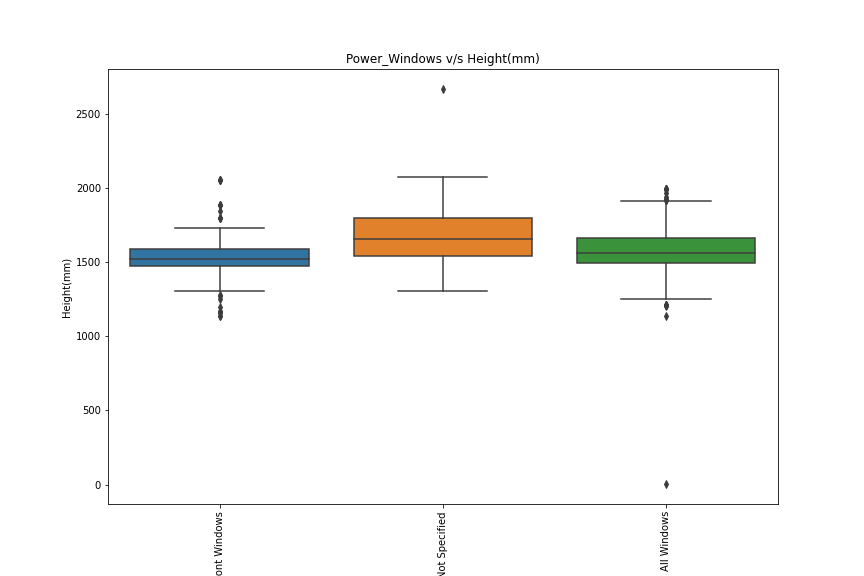 Power_Windows v/s Height(mm)
Height(mm)
2500
2000
1500
1000
500
0
ont Windows
Not Specified
All Windows